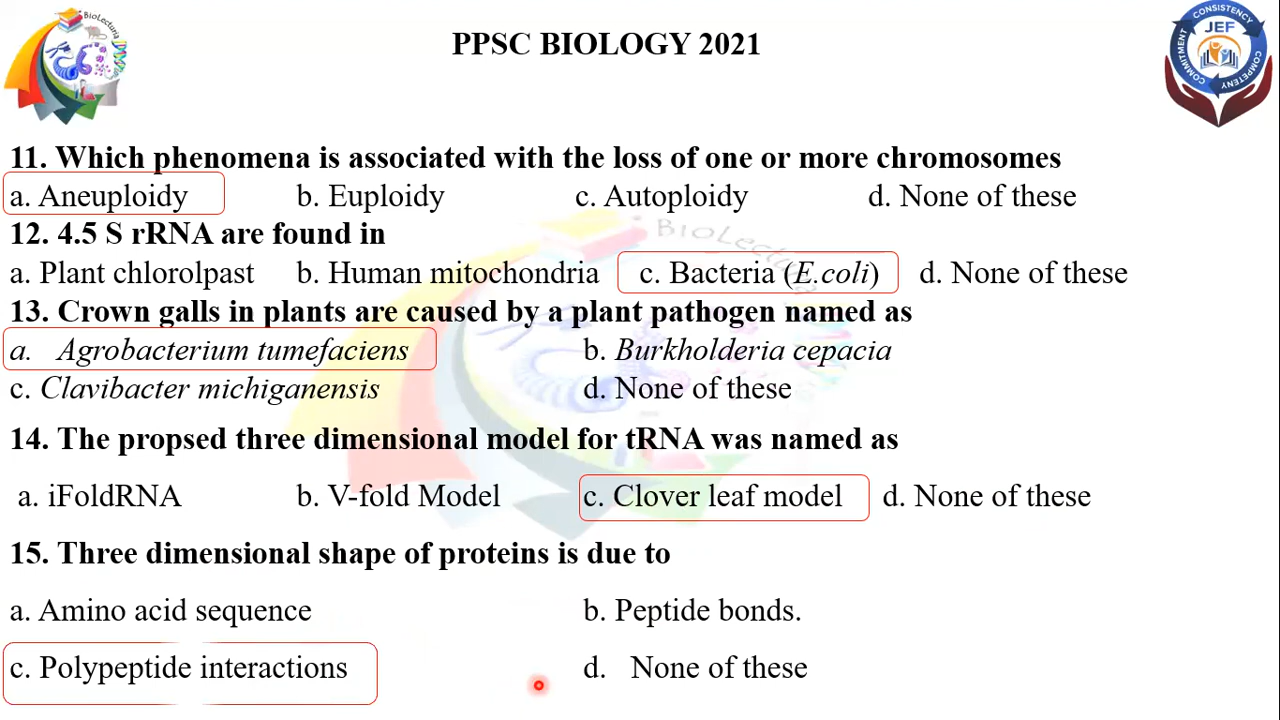 BioLectuna
PPSC BIOLOGY 2021
CONSISTENCY
JEF
COMMITMENT
COMPETENY
11. Which phenomena is associated with the loss of one or more chromosomes
a. Aneuploidy b. Euploidy c. Autoploidy d. None of these
12. 4.5 S rRNA are found in
a. Plant chlorolpast b. Human mitochondria c. Bacteria (E.coli) d. None of these
13. Crown galls in plants are caused by a plant pathogen named as
a. Agrobacterium tumefaciens b. Burkholderia cepacia
c. Clavibacter michiganensis d. None of these
14. The propsed three dimensional model for tRNA was named as
a. iFoldRNA b. V-fold Model c. Clover leaf model d. None of these
15. Three dimensional shape of proteins is due to
a. Amino acid sequence b. Peptide bonds.
c. Polypeptide interactions d. None of these